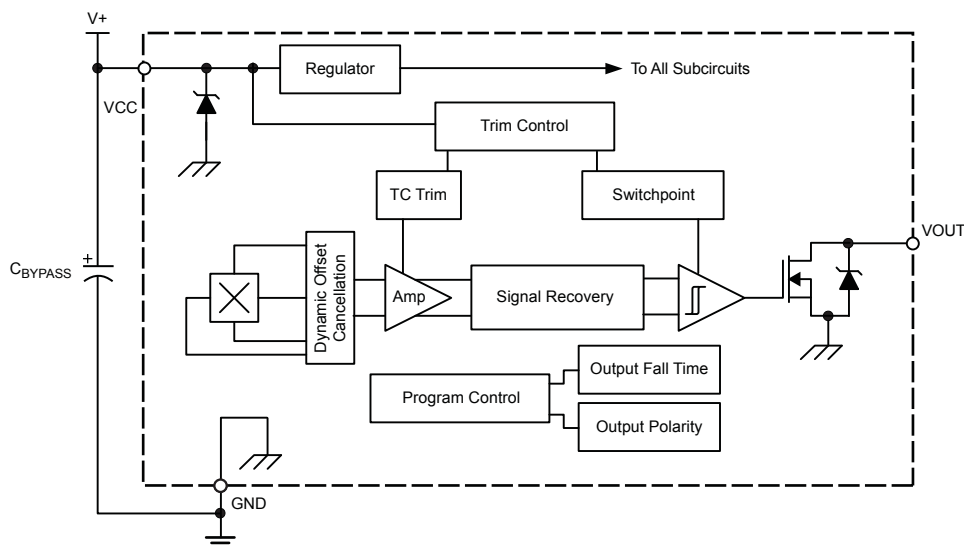 V+
Regulator
To All Subcircuits
VCC
Trim Control
TC Trim
Switchpoint
VOUT
+
CBYPASS
Dynamic Offset
Cancellation
Amp
Signal Recovery
Output Fall Time
Program Control
Output Polarity
GND